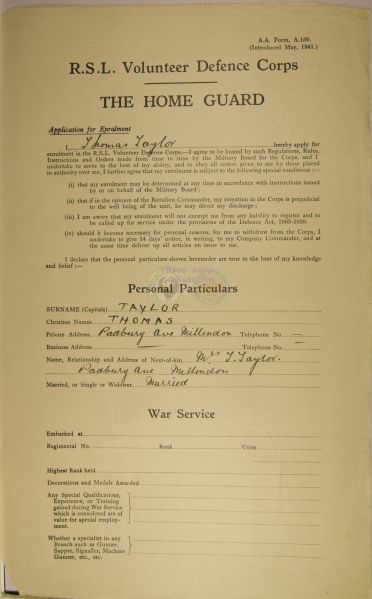 A.A. Form, A.150.
(Introduced May, 1941.)
R.S.L. Volunteer Defence Corps
THE HOME GUARD
Application for Enrolment
I, Thomas Taylor hereby apply for
enrolment in the R.S.L. Volunteer Defence Corps.—I agree to be bound by such Regulations, Rules,
Instructions and Orders made from time to time by the Military Board for the Corps, and I
undertake to serve to the best of my ability, and so obey all orders given to me by those placed
in authority over me, I further agree that my enrolment is subject to the following special conditions :—
(i) that my enrolment may be determined at any time in accordance with instructions issued
by or on behalf of the Military Board;
(ii) that if in the opinion of the Battalion Commander, my retention in the Corps is prejudicial
to the well being of the unit, he may direct my discharge;
(iii) I am aware that my enrolment will not exempt me from any liability to register and to
be called up for service under the provisions of the Defence Act, 1903-1939.
(iv) should it become necessary for personal reasons, for me to withdraw from the Corps, I
undertake to give 14 days' notice, in writing, to my Company Commander, and at
the same time deliver up all articles on issue to me.
I declare that the personal particulars shown hereunder are true to the best of my knowledge
and belief :—
Personal Particulars
SURNAME (Capitals) TAYLOR
Christian Names THOMAS
Private Address Padbury Ave Millendon Telephone No. —
Business Address — Telephone No. —
Name, Relationship and Address of Next-of-kin Mrs T. Taylor.
Padbury Ave Millendon
Married, or Single or Widower Married
War Service
Embarked at
Regimental No. Rank Units
Highest Rank held
Decorations and Medals Awarded
Any Special Qualifications,
Experience, or Training
gained during War Service
which is considered are of
value for special employ-
ment.
Whether a specialist in any
Branch such as Gunner,
Sapper, Signaller, Machine
Gunner, etc., etc.